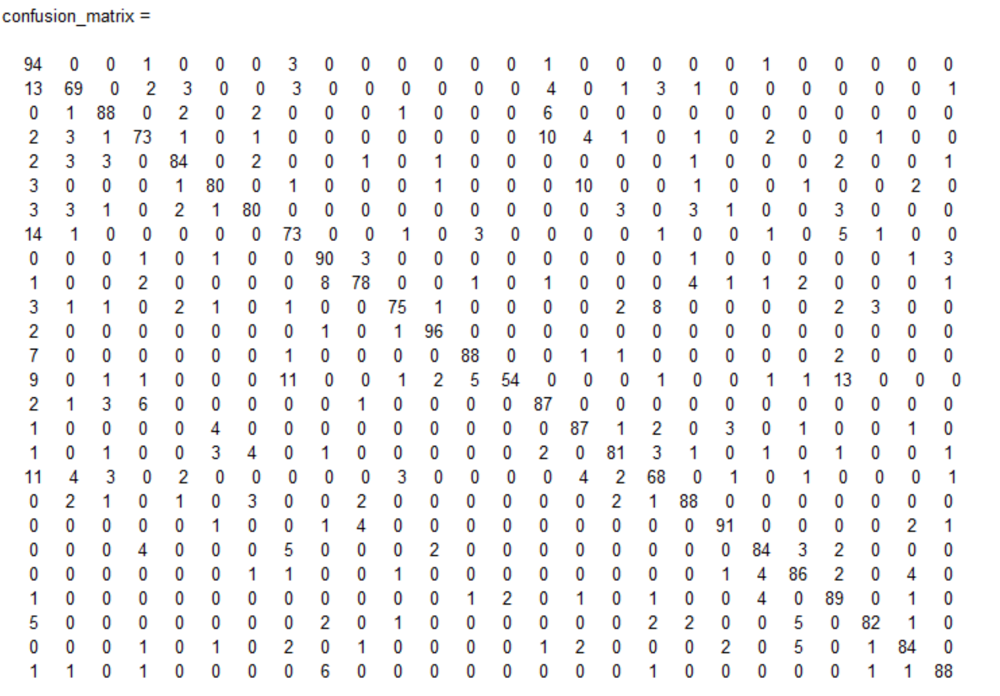 confusion_matrix =
94 0 0 1 0 0 0 3 0 0 0 0 0 0 1 0 0 0 0 0 1 0 0 0 0 0
13 69 0 2 3 0 0 3 0 0 0 0 0 0 4 0 1 3 1 0 0 0 0 0 0 1
0 1 88 0 2 0 2 0 0 0 1 0 0 0 6 0 0 0 0 0 0 0 0 0 0 0
2 3 1 73 1 0 1 0 0 0 0 0 0 0 10 4 1 0 1 0 2 0 0 1 0 0
2 3 3 0 84 0 2 0 0 1 0 1 0 0 0 0 0 0 1 0 0 0 2 0 0 1
3 0 0 0 1 80 0 1 0 0 0 1 0 0 0 10 0 0 1 0 0 1 0 0 2 0
3 3 1 0 2 1 80 0 0 0 0 0 0 0 0 0 3 0 3 1 0 0 3 0 0 0
14 1 0 0 0 0 0 73 0 0 1 0 3 0 0 0 0 1 0 0 1 0 5 1 0 0
0 0 0 1 0 1 0 0 90 3 0 0 0 0 0 0 0 0 1 0 0 0 0 0 1 3
1 0 0 2 0 0 0 0 8 78 0 0 1 0 1 0 0 0 4 1 1 2 0 0 0 1
3 1 1 0 2 1 0 1 0 0 75 1 0 0 0 0 2 8 0 0 0 0 2 3 0 0
2 0 0 0 0 0 0 0 1 0 1 96 0 0 0 0 0 0 0 0 0 0 0 0 0 0
7 0 0 0 0 0 0 1 0 0 0 0 88 0 0 1 1 0 0 0 0 0 2 0 0 0
9 0 1 1 0 0 0 11 0 0 1 2 5 54 0 0 0 1 0 0 1 1 13 0 0 0
2 1 3 6 0 0 0 0 0 1 0 0 0 0 87 0 0 0 0 0 0 0 0 0 0 0
1 0 0 0 0 4 0 0 0 0 0 0 0 0 0 87 1 2 0 3 0 1 0 0 1 0
1 0 1 0 0 3 4 0 1 0 0 0 0 0 2 0 81 3 1 0 1 0 1 0 0 1
11 4 3 0 2 0 0 0 0 0 3 0 0 0 0 4 2 68 0 1 0 1 0 0 0 1
0 2 1 0 1 0 3 0 0 2 0 0 0 0 0 0 2 1 88 0 0 0 0 0 0 0
0 0 0 0 0 1 0 0 1 4 0 0 0 0 0 0 0 0 0 91 0 0 0 0 2 1
0 0 0 4 0 0 0 5 0 0 0 2 0 0 0 0 0 0 0 0 84 3 2 0 0 0
0 0 0 0 0 0 1 1 0 0 1 0 0 0 0 0 0 0 0 1 4 86 2 0 4 0
1 0 0 0 0 0 0 0 0 0 0 0 1 2 0 1 0 1 0 0 4 0 89 0 1 0
5 0 0 0 0 0 0 0 2 0 1 0 0 0 0 0 0 2 2 0 0 5 0 82 1 0
0 0 0 1 0 1 0 2 0 1 0 0 0 0 1 2 0 0 0 2 0 5 0 1 84 0
1 1 0 1 0 0 0 0 6 0 0 0 0 0 0 0 0 1 0 0 0 0 0 1 1 88